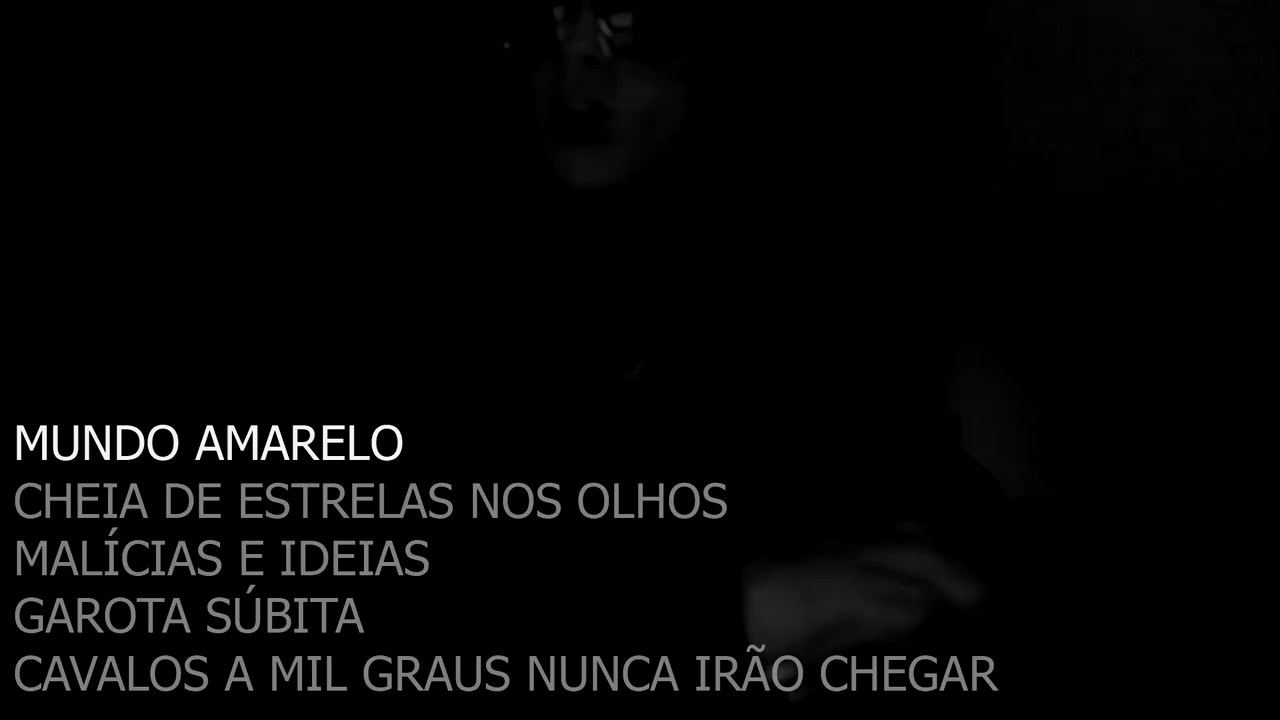 MUNDO AMARELO
CHEIA DE ESTRELAS NOS OLHOS
MALÍCIAS E IDEIAS
GAROTA SÚBITA
CAVALOS A MIL GRAUS NUNCA IRÃO CHEGAR